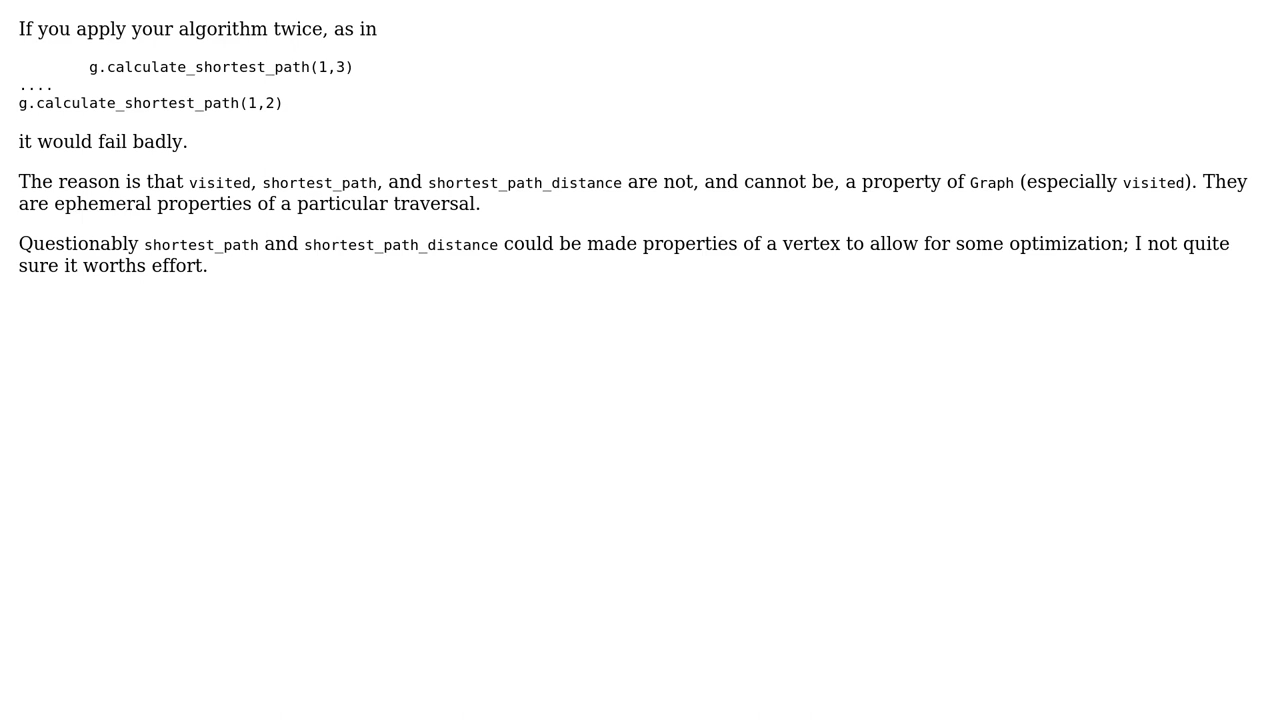 If you apply your algorithm twice, as in
g.calculate_shortest_path(1,3)
....
g.calculate_shortest_path(1,2)
it would fail badly.
The reason is that visited, shortest_path, and shortest_path_distance are not, and cannot be, a property of Graph (especially visited). They
are ephemeral properties of a particular traversal.
Questionably shortest_path and shortest_path_distance could be made properties of a vertex to allow for some optimization; I not quite
sure it worths effort.